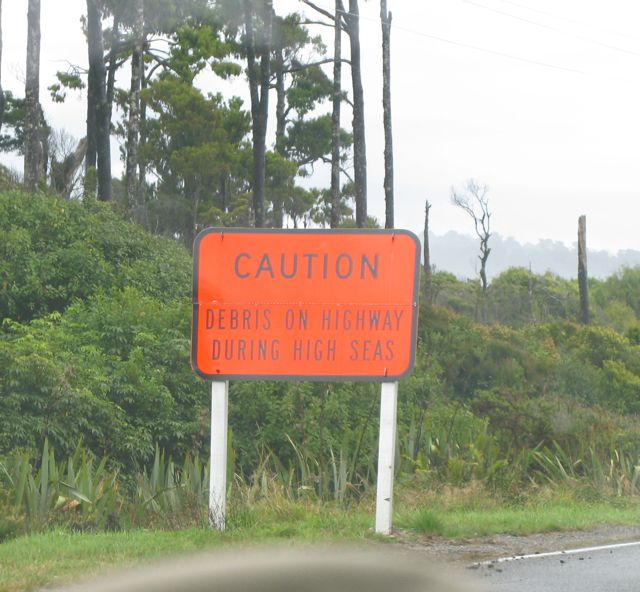 CAUTION
DEBRIS ON HIGHWAY
DURING HIGH SEAS